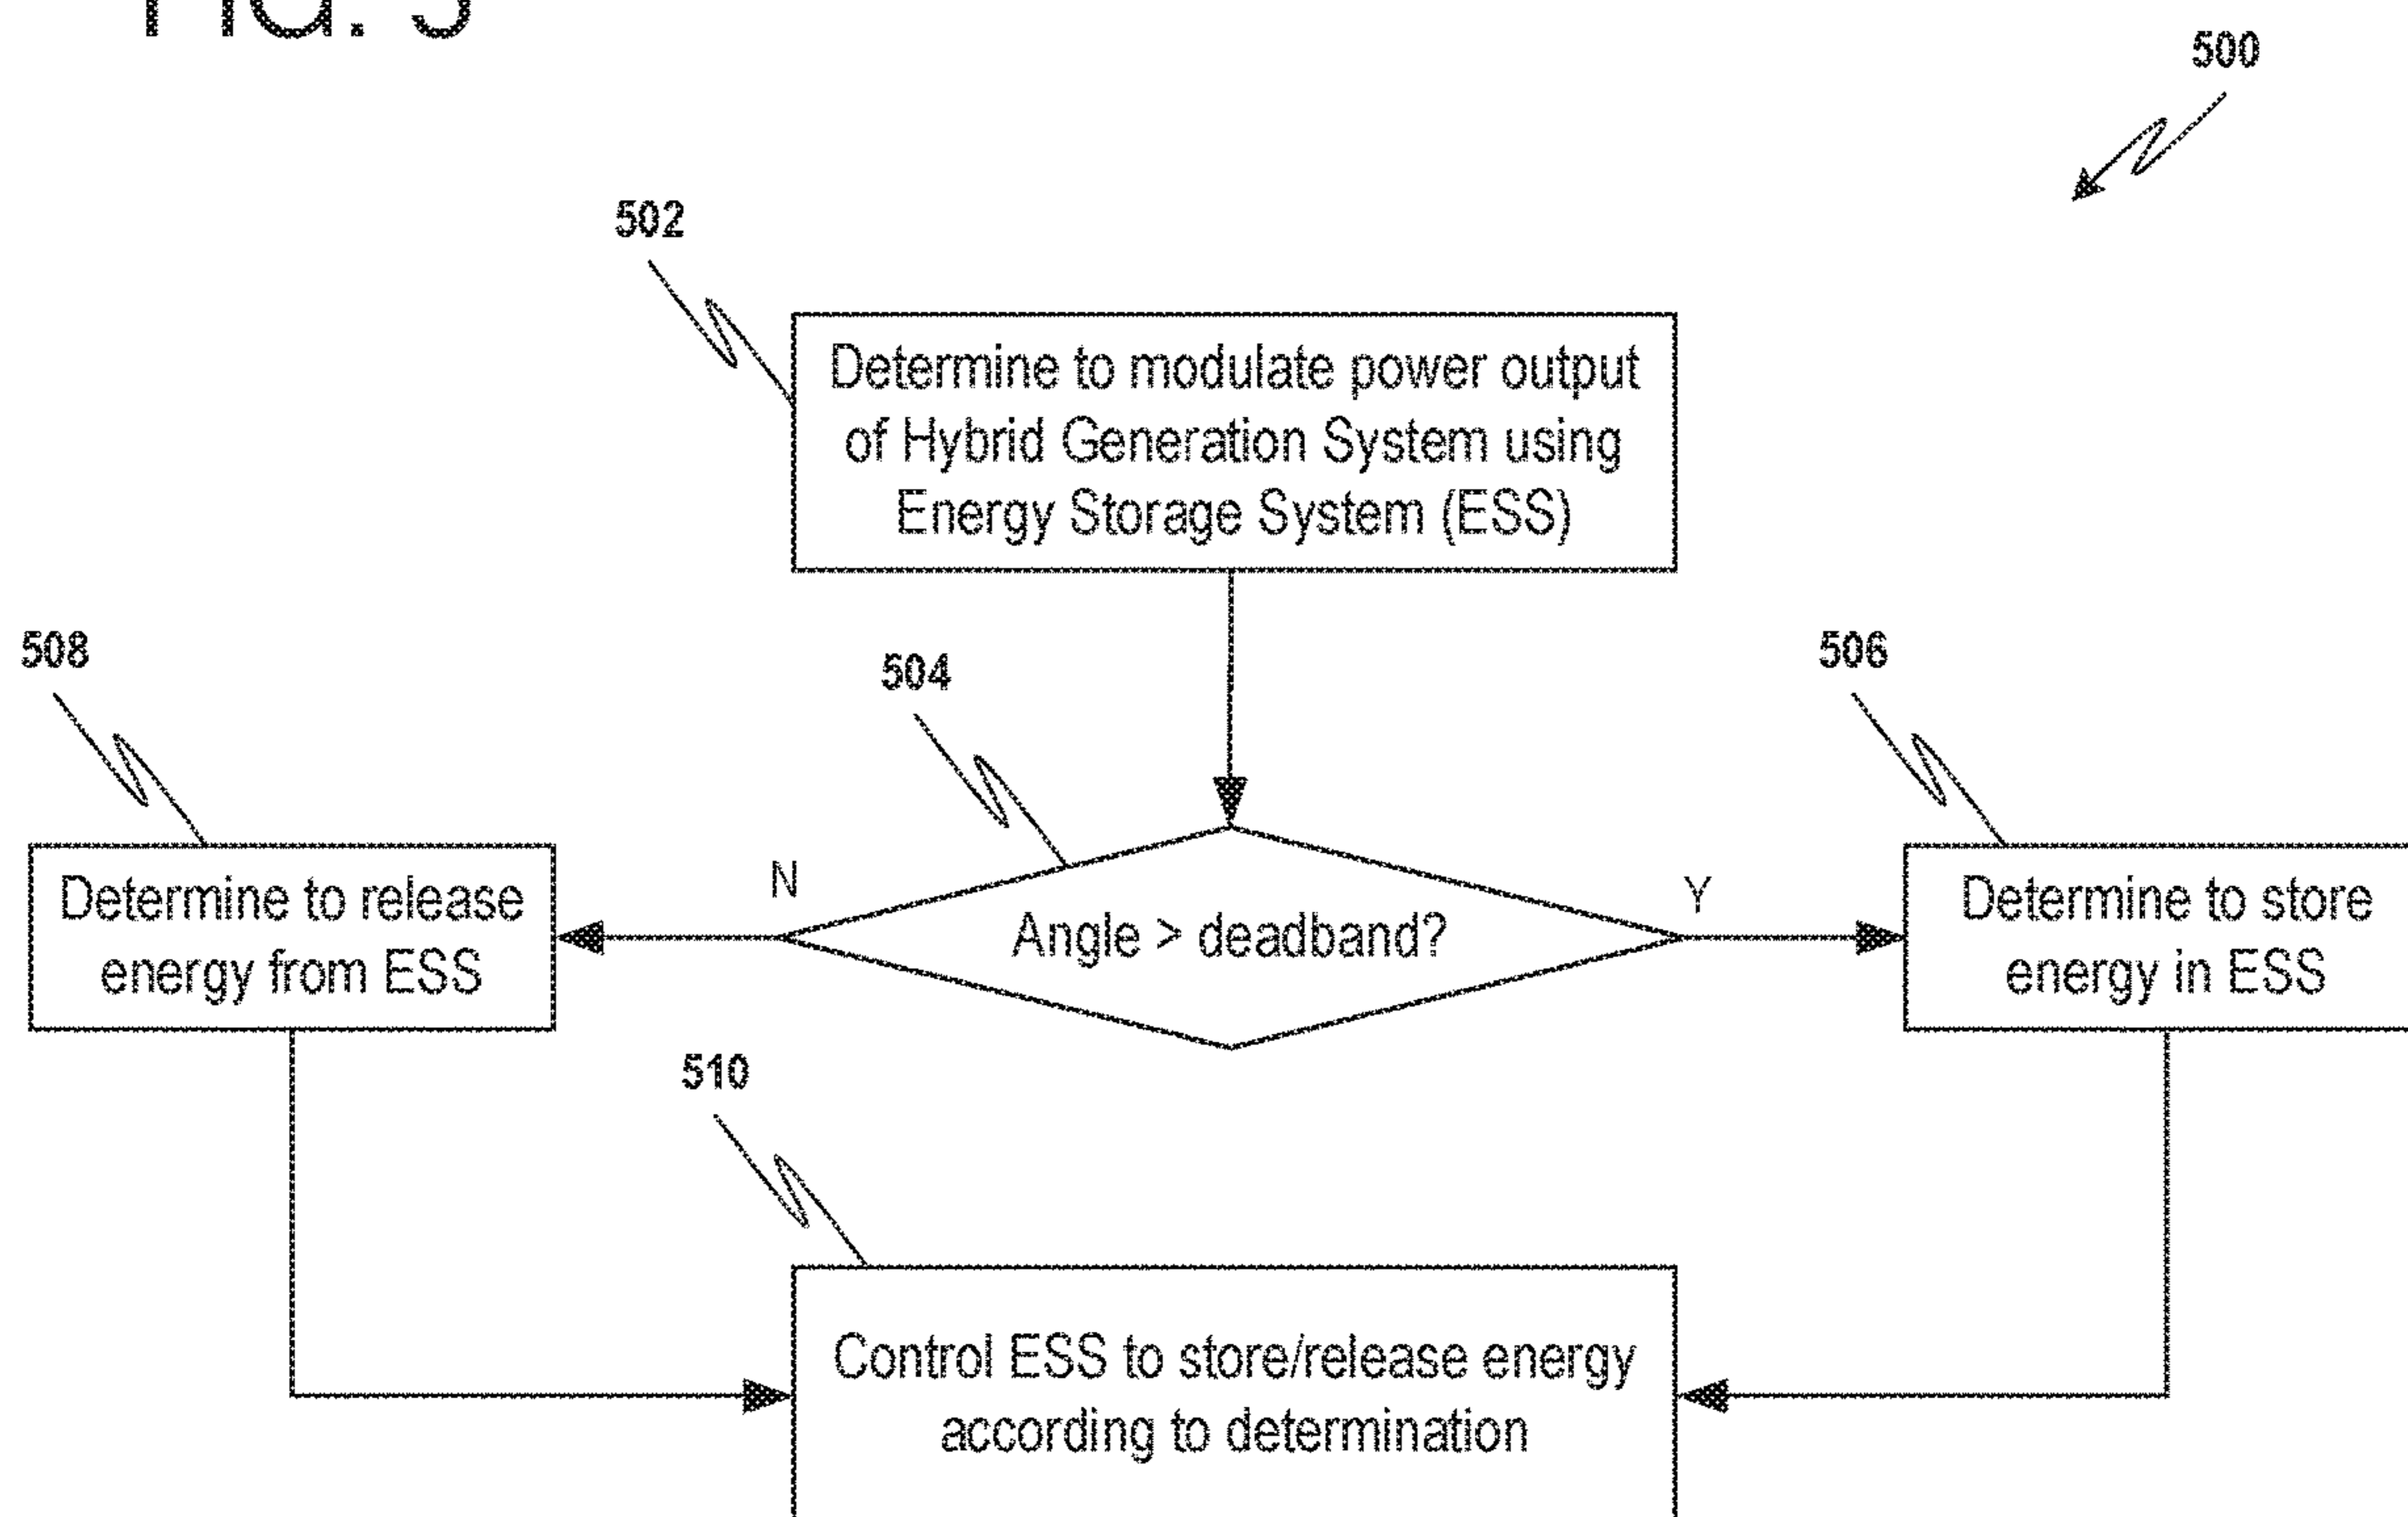 FIG. 5
500
502
Determine to modulate power output
of Hybrid Generation System using
Energy Storage System (ESS)
508
504
506
Determine to release
energy from ESS
N
Angle > deadband?
Y
Determine to store
energy in ESS
510
Control ESS to store/release energy
according to determination